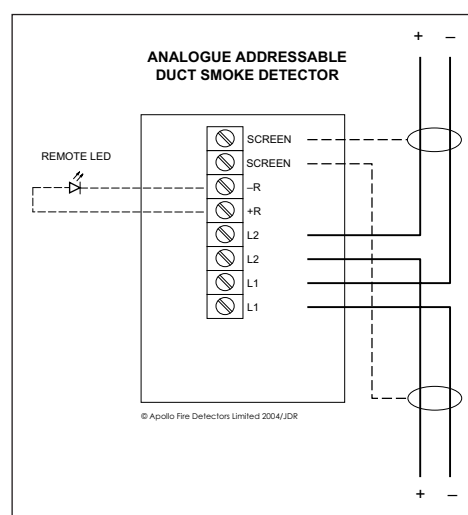 + –
ANALOGUE ADDRESSABLE
DUCT SMOKE DETECTOR
SCREEN
REMOTE LED
SCREEN
–R
+R
L2
L2
L1
L1
© Apollo Fire Detectors Limited 2004/JDR
+ –